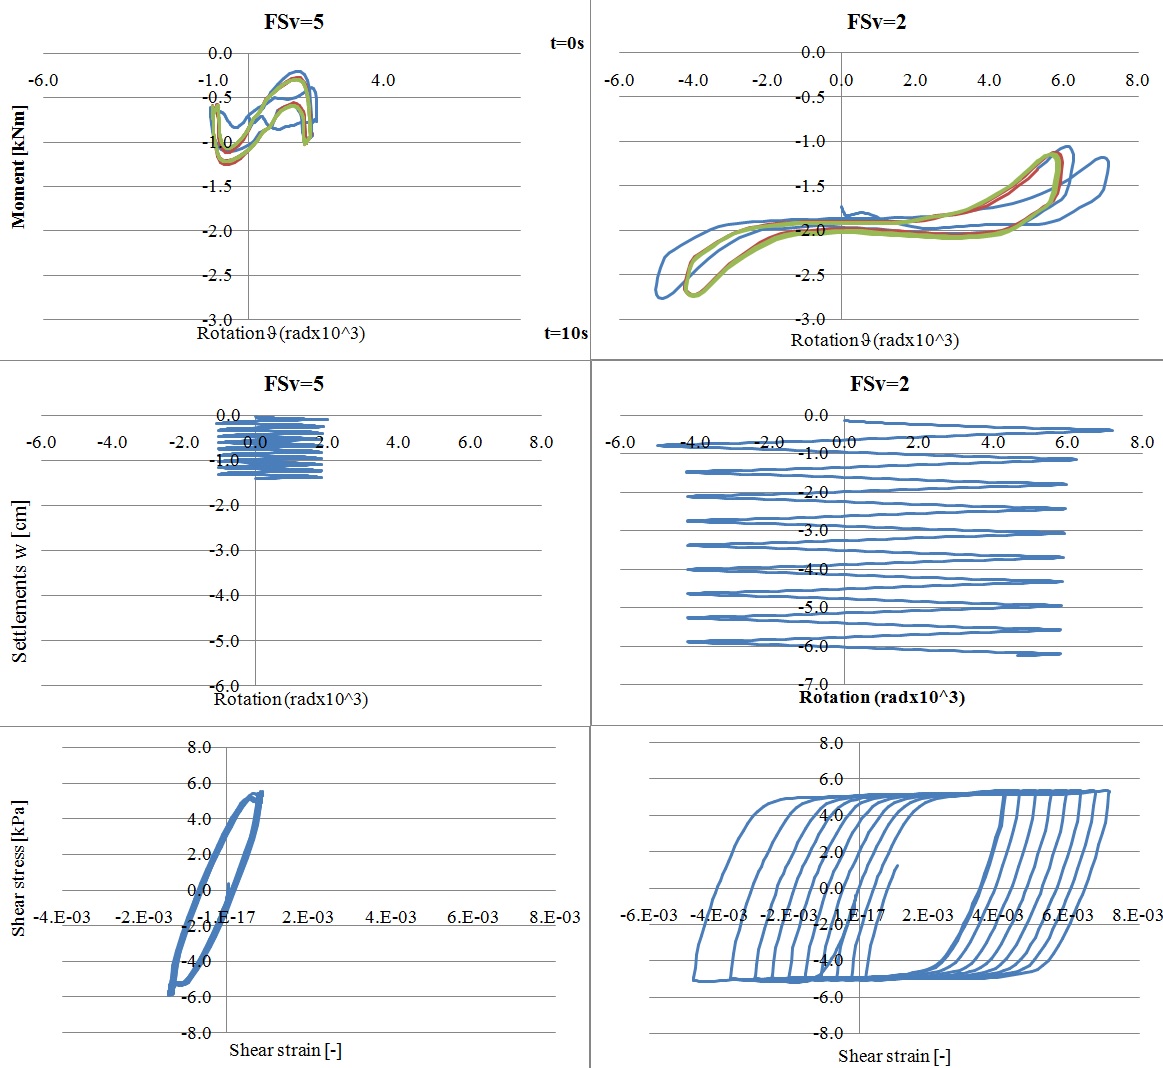 FSv=5
t=0s
0.0
-6.0 -1.0 4.0
-0.5
-1.0
-1.5
-2.0
-2.5
-3.0
Moment [kNm]
Rotation ϑ (radx10^3)
t=10s
FSv=2
0.0
-6.0 -4.0 -2.0 0.0 2.0 4.0 6.0 8.0
-0.5
-1.0
-1.5
-2.0
-2.5
-3.0
Rotation ϑ (radx10^3)
FSv=5
0.0
-6.0 -4.0 -2.0 0.0 2.0 4.0 6.0 8.0
-1.0
-2.0
-3.0
-4.0
-5.0
-6.0
Settlements w [cm]
Rotation (radx10^3)
FSv=2
0.0
-6.0 -4.0 -2.0 0.0 2.0 4.0 6.0 8.0
-1.0
-2.0
-3.0
-4.0
-5.0
-6.0
-7.0
Rotation (radx10^3)
8.0
6.0
4.0
2.0
0.0
-4.E-03 -2.E-03 -1.E-17 2.E-03 4.E-03 6.E-03 8.E-03
-2.0
-4.0
-6.0
-8.0
Shear stress [kPa]
Shear strain [-]
8.0
6.0
4.0
2.0
0.0
-6.E-03 -4.E-03 -2.E-03 -1.E-17 2.E-03 4.E-03 6.E-03 8.E-03
-2.0
-4.0
-6.0
-8.0
Shear strain [-]